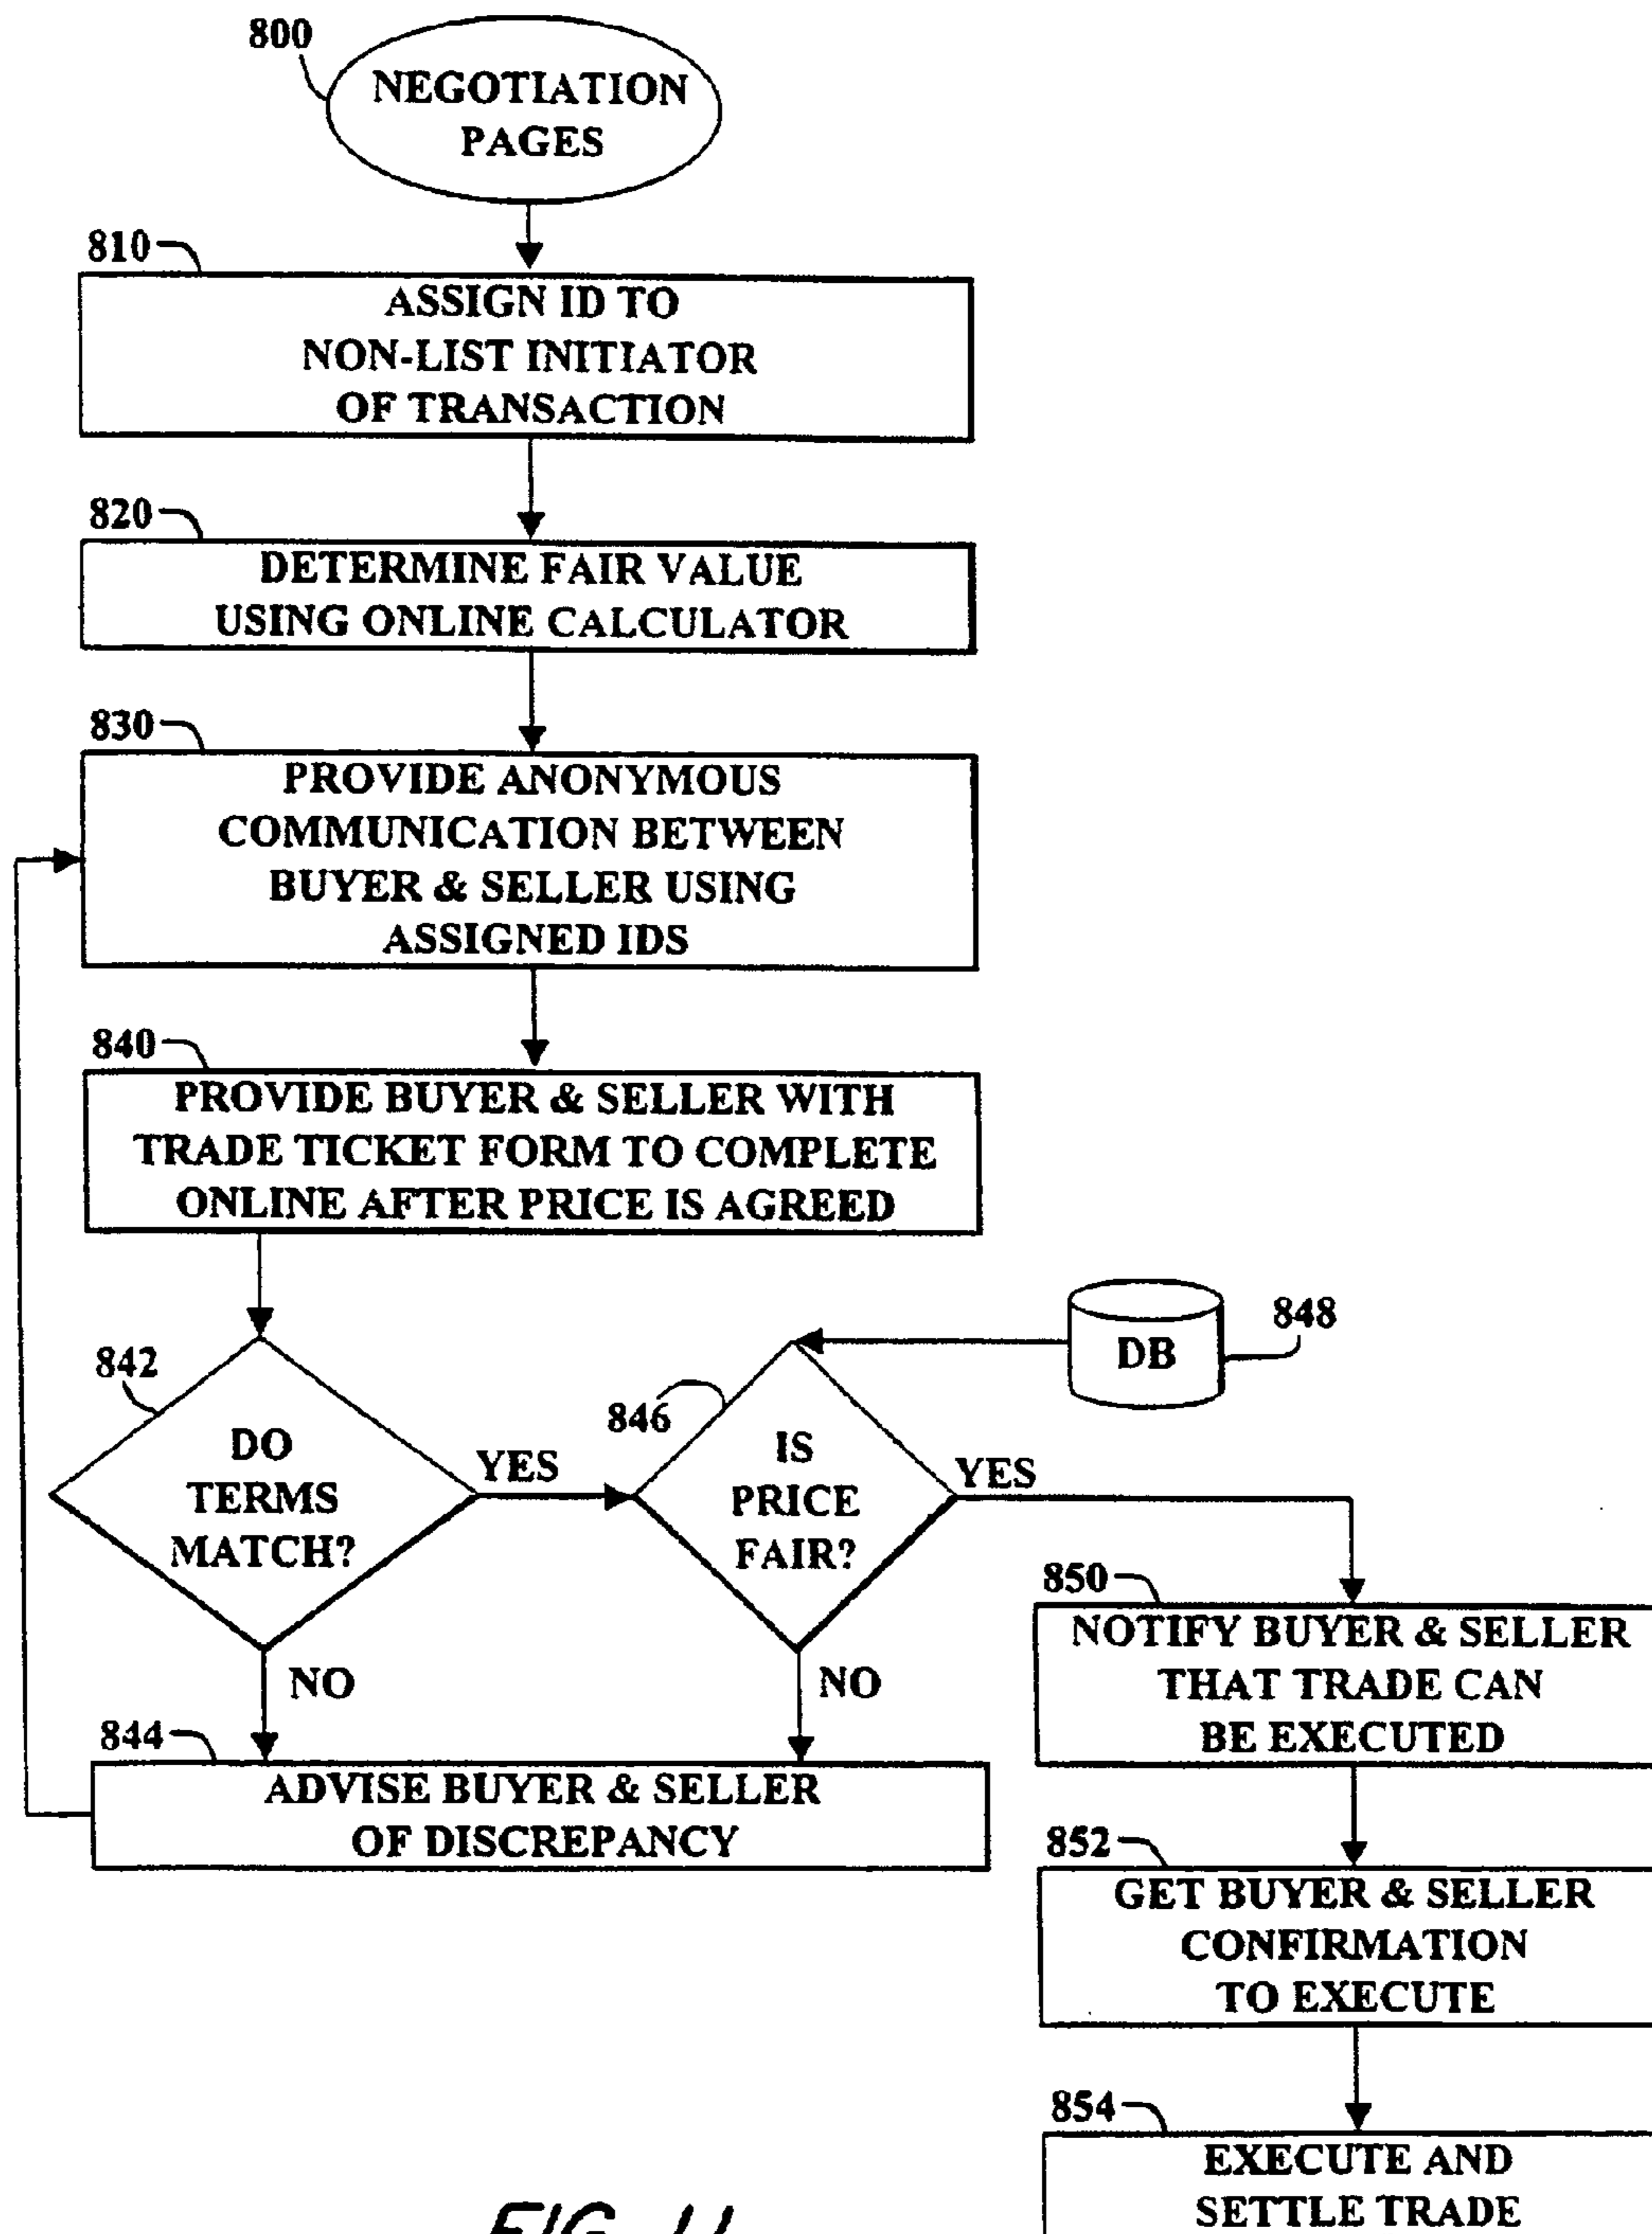 800
NEGOTIATION
PAGES
810
ASSIGN ID TO
NON-LIST INITIATOR
OF TRANSACTION
820
DETERMINE FAIR VALUE
USING ONLINE CALCULATOR
830
PROVIDE ANONYMOUS
COMMUNICATION BETWEEN
BUYER & SELLER USING
ASSIGNED IDS
840
PROVIDE BUYER & SELLER WITH
TRADE TICKET FORM TO COMPLETE
ONLINE AFTER PRICE IS AGREED
842
DO
TERMS
MATCH?
YES
NO
846
IS
PRICE
FAIR?
YES
NO
DB
848
844
ADVISE BUYER & SELLER
OF DISCREPANCY
850
NOTIFY BUYER & SELLER
THAT TRADE CAN
BE EXECUTED
852
GET BUYER & SELLER
CONFIRMATION
TO EXECUTE
854
EXECUTE AND
SETTLE TRADE
FIG. 11